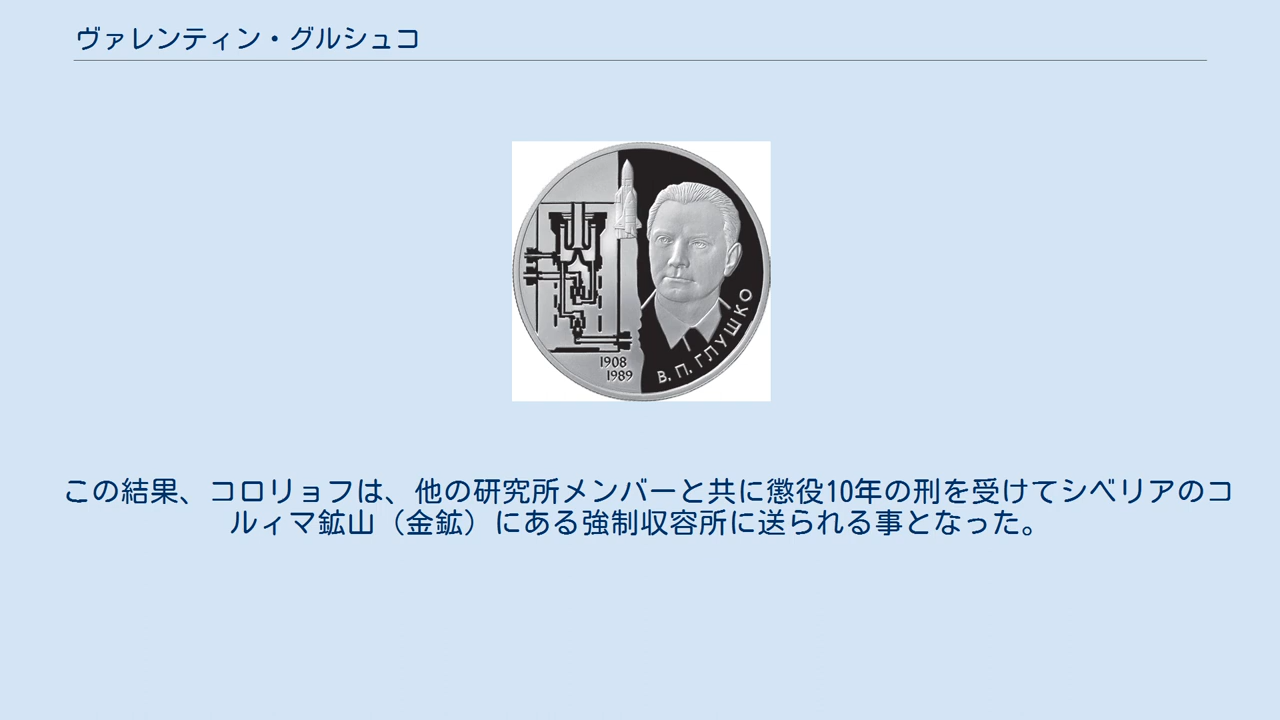 ヴァレンティン・グルシュコ
1908
1989
В. П. ГЛУШКО
この結果、コロリョフは、他の研究所メンバーと共に懲役10年の刑を受けてシベリアのコ
ルィマ鉱山（金鉱）にある強制収容所に送られる事となった。